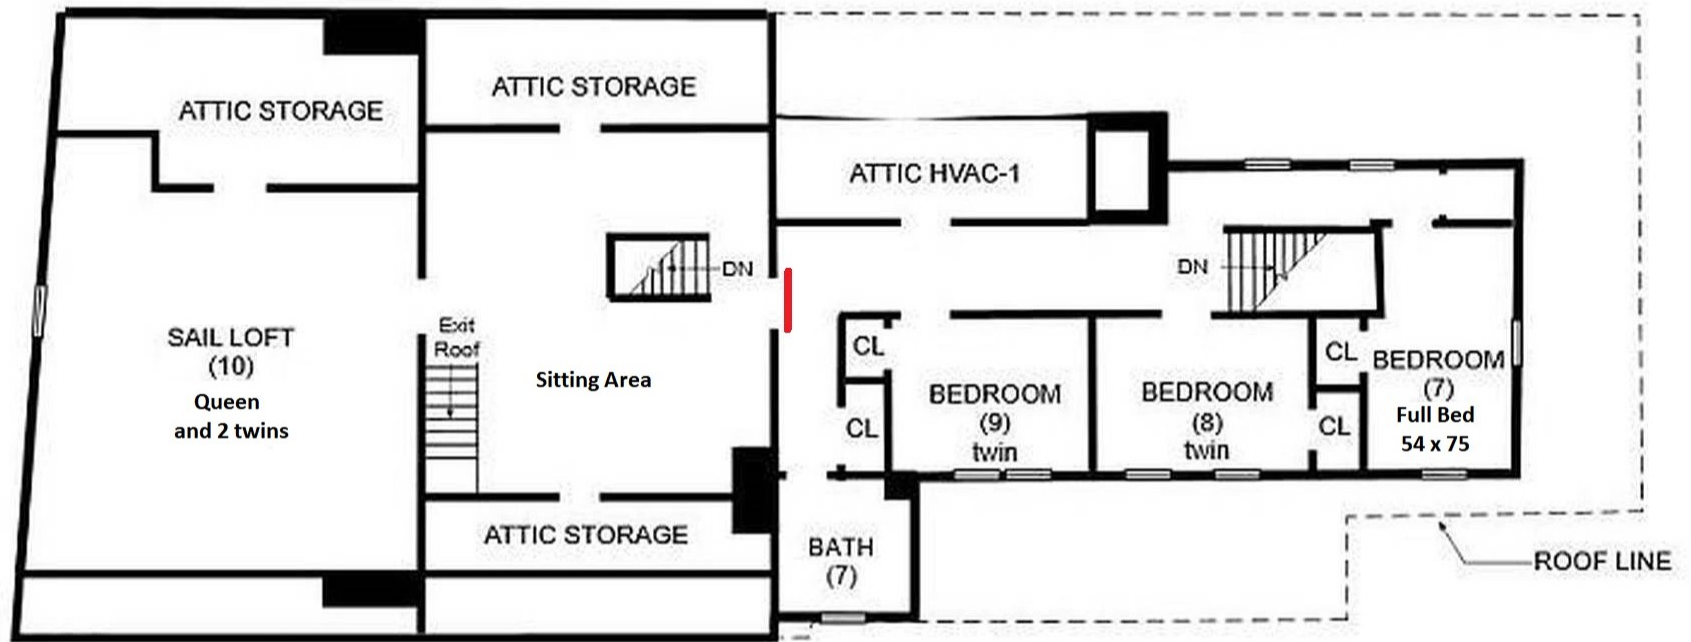 ATTIC STORAGE
ATTIC STORAGE
ATTIC HVAC-1
DN
DN
Exit
Roof
SAIL LOFT
(10)
Queen
and 2 twins
Sitting Area
CL
CL
BEDROOM
(9)
twin
BEDROOM
(8)
twin
CL
CL
BEDROOM
(7)
Full Bed
54 x 75
ATTIC STORAGE
BATH
(7)
ROOF LINE